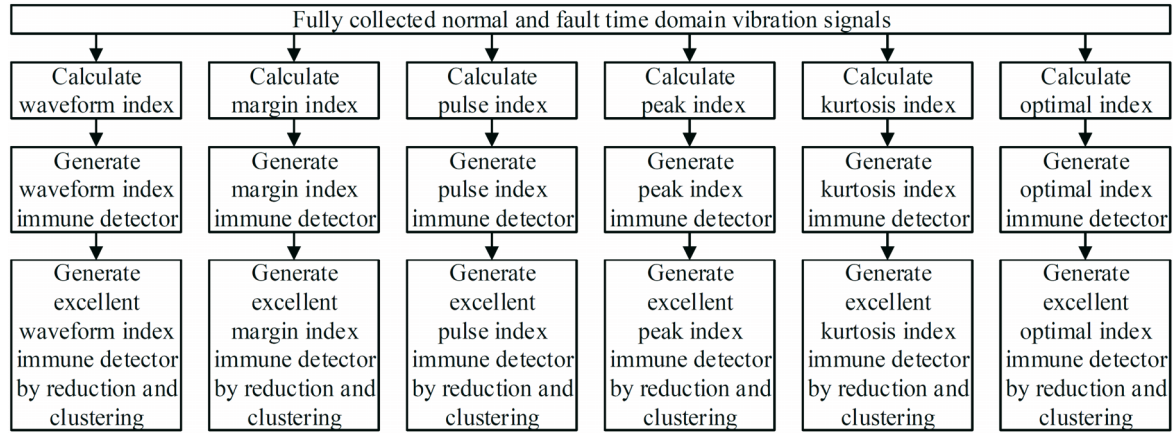 Fully collected normal and fault time domain vibration signals
Calculate
waveform index
Calculate
margin index
Calculate
pulse index
Calculate
peak index
Calculate
kurtosis index
Calculate
optimal index
Generate
waveform index
immune detector
Generate
margin index
immune detector
Generate
pulse index
immune detector
Generate
peak index
immune detector
Generate
kurtosis index
immune detector
Generate
optimal index
immune detector
Generate
excellent
waveform index
immune detector
by reduction and
clustering
Generate
excellent
margin index
immune detector
by reduction and
clustering
Generate
excellent
pulse index
immune detector
by reduction and
clustering
Generate
excellent
peak index
immune detector
by reduction and
clustering
Generate
excellent
kurtosis index
immune detector
by reduction and
clustering
Generate
excellent
optimal index
immune detector
by reduction and
clustering